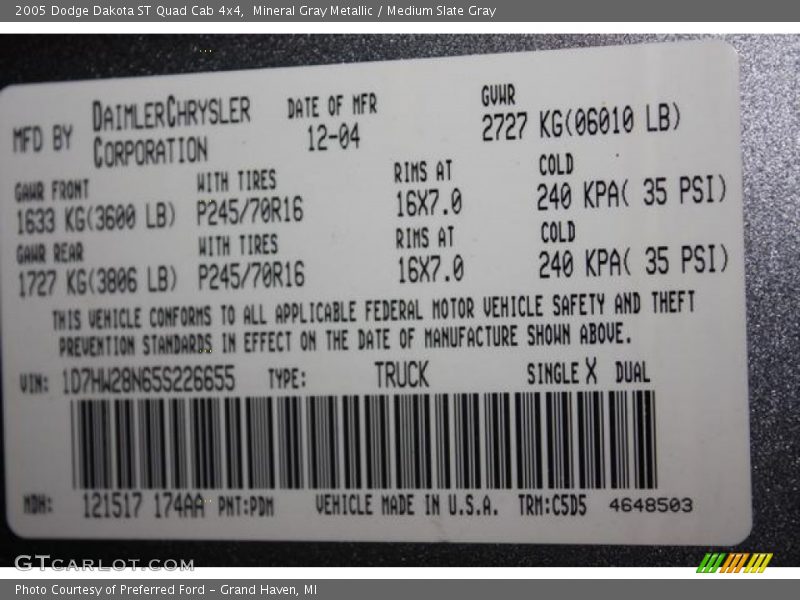 2005 Dodge Dakota ST Quad Cab 4x4, Mineral Gray Metallic / Medium Slate Gray
MFD BY DAIMLERCHRYSLER CORPORATION DATE OF MFR 12-04 GVWR 2727 KG(06010 LB)
GAWR FRONT WITH TIRES RIMS AT COLD
1633 KG(3600 LB) P245/70R16 16X7.0 240 KPA( 35 PSI)
GAWR REAR WITH TIRES RIMS AT COLD
1727 KG(3806 LB) P245/70R16 16X7.0 240 KPA( 35 PSI)
THIS VEHICLE CONFORMS TO ALL APPLICABLE FEDERAL MOTOR VEHICLE SAFETY AND THEFT
PREVENTION STANDARDS IN EFFECT ON THE DATE OF MANUFACTURE SHOWN ABOVE.
VIN: 1D7HW28N65S226655 TYPE: TRUCK SINGLE X DUAL
MDH: 121517 174AA PNT:PDM VEHICLE MADE IN U.S.A. TRM:C5D5 4648503
GTCARLOT.COM
Photo Courtesy of Preferred Ford - Grand Haven, MI